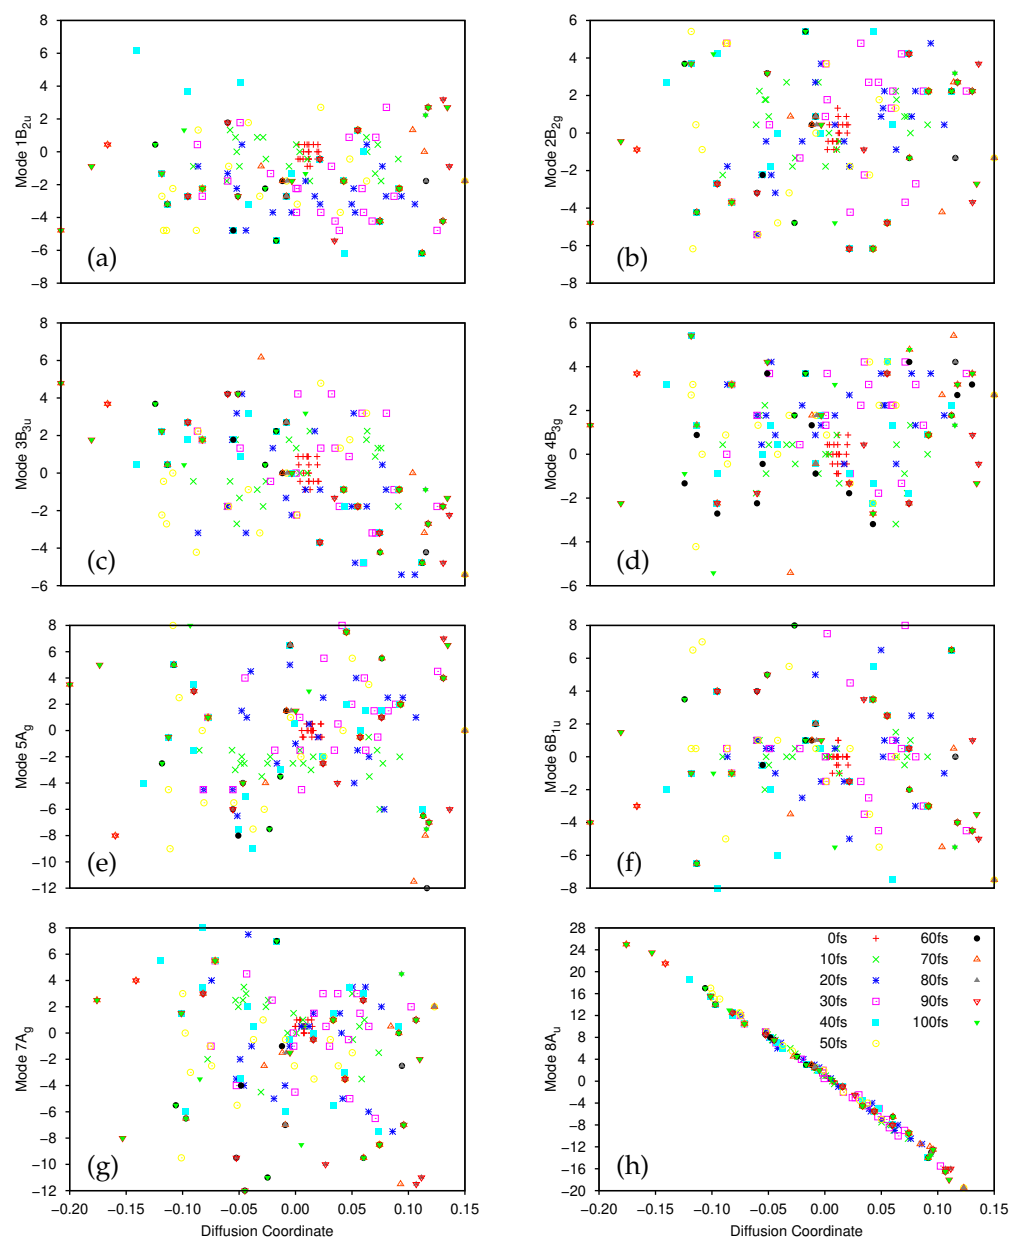 8
6
4
2
0
−2
−4
−6
−8
Mode 1B2u
(a)
8
6
4
2
0
−2
−4
−6
−8
Mode 2B2g
(b)
8
6
4
2
0
−2
−4
−6
Mode 3B3u
(c)
6
4
2
0
−2
−4
−6
Mode 4B3g
(d)
8
6
4
2
0
−2
−4
−6
−8
−10
−12
Mode 5Ag
(e)
8
6
4
2
0
−2
−4
−6
−8
Mode 6B1u
(f)
8
6
4
2
0
−2
−4
−6
−8
−10
−12
Mode 7Ag
(g)
−0.20 −0.15 −0.10 −0.05 0.00 0.05 0.10 0.15
Diffusion Coordinate
28
24
20
16
12
8
4
0
−4
−8
−12
−16
−20
Mode 8Au
0fs 60fs
10fs 70fs
20fs 80fs
30fs 90fs
40fs 100fs
50fs
(h)
−0.20 −0.15 −0.10 −0.05 0.00 0.05 0.10 0.15
Diffusion Coordinate